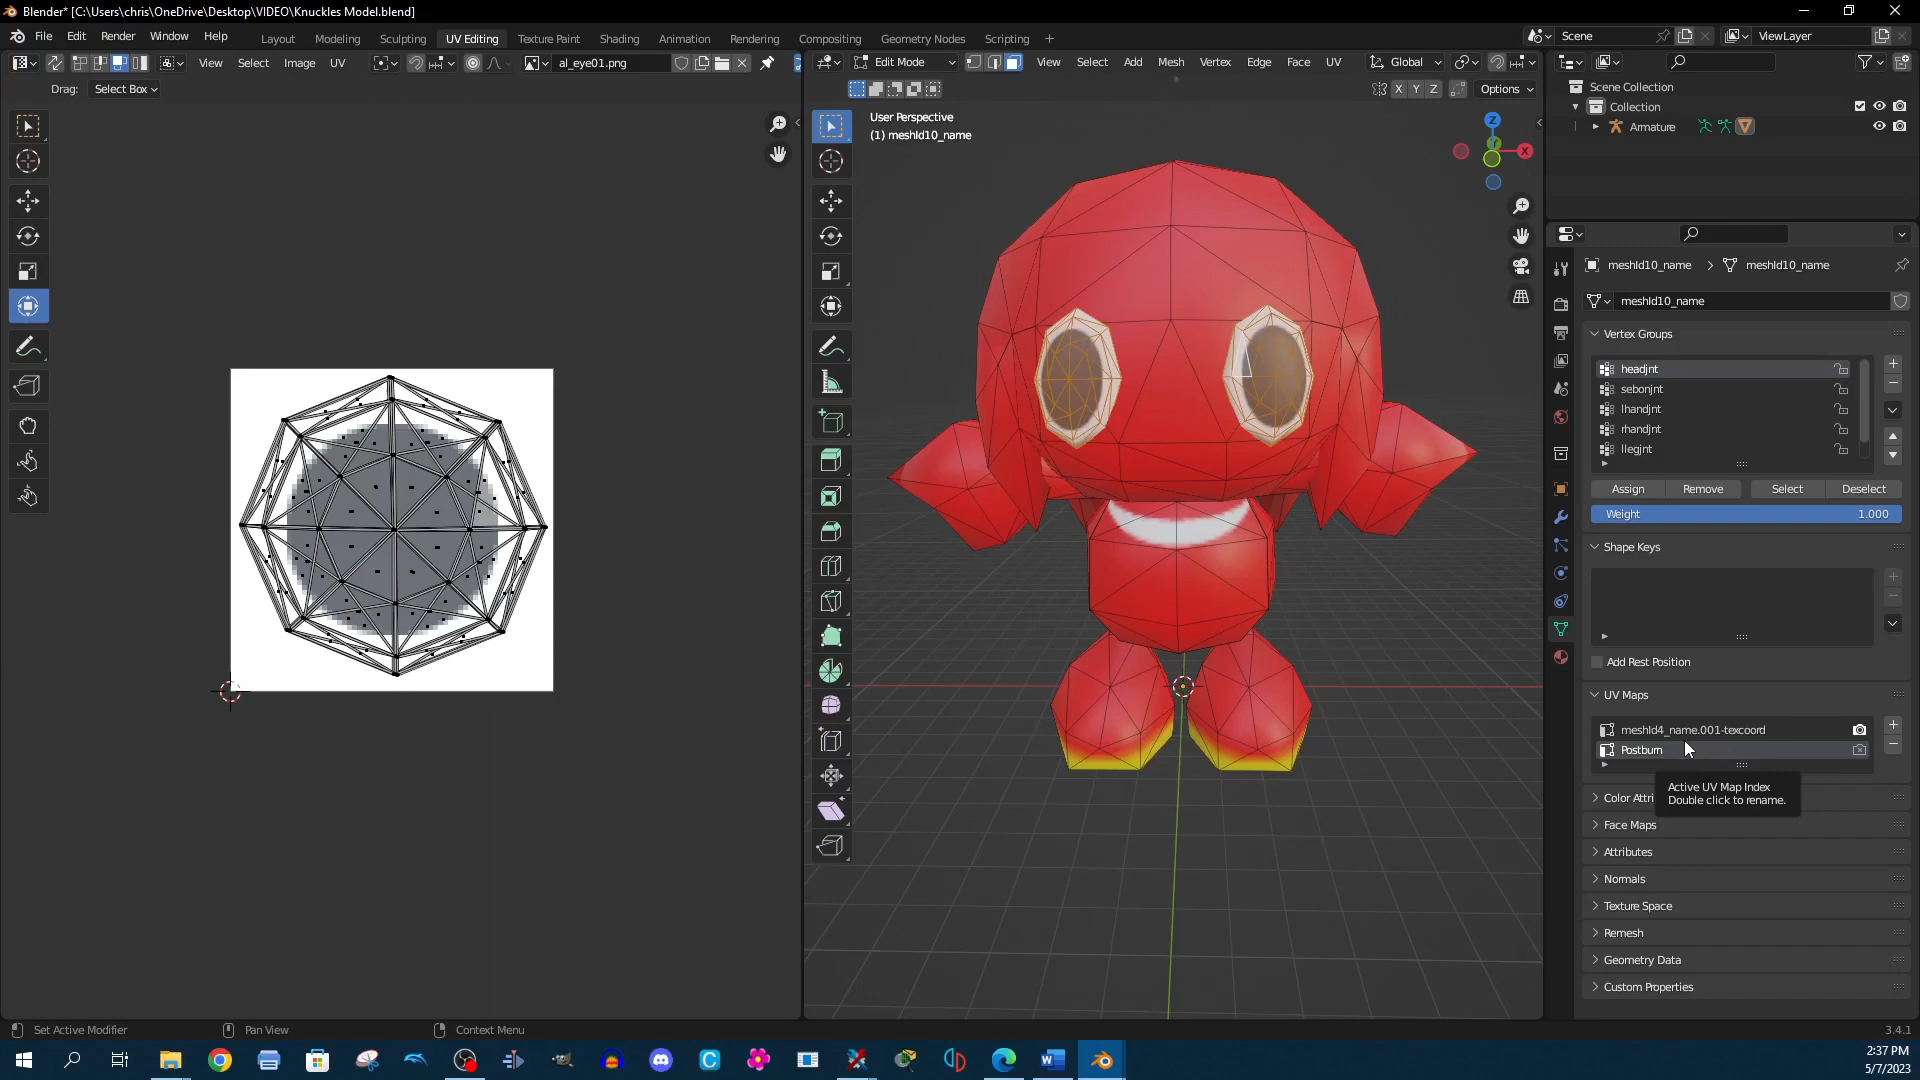 Blender* [C:\Users\chris\OneDrive\Desktop\VIDEO\Knuckles Model.blend]
File Edit Render Window Help Layout Modeling Sculpting UV Editing Texture Paint Shading Animation Rendering Compositing Geometry Nodes Scripting
Scene ViewLayer
View Select Image UV al_eye01.png
Edit Mode View Select Add Mesh Vertex Edge Face UV Global
Drag: Select Box
X Y Z Options
Scene Collection
Collection
Armature
User Perspective
(1) meshId10_name
Z
Y
X
meshId10_name meshId10_name
meshId10_name
Vertex Groups
headjnt
sebonjnt
lhandjnt
rhandjnt
llegjnt
Assign Remove Select Deselect
Weight 1.000
Shape Keys
Add Rest Position
UV Maps
meshId4_name.001-texcoord
Postburn
Active UV Map Index
Double click to rename.
Color Attri
Face Maps
Attributes
Normals
Texture Space
Remesh
Geometry Data
Custom Properties
Set Active Modifier Pan View Context Menu
3.4.1
2:37 PM
5/7/2023